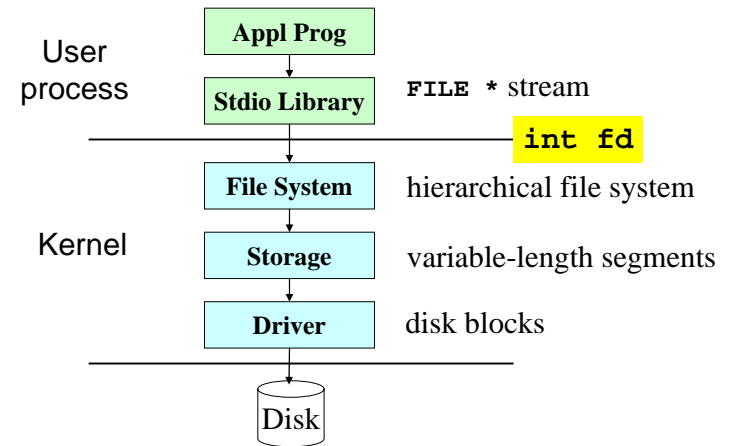 Appl Prog
User
process
Stdio Library
FILE * stream
int fd
File System
hierarchical file system
Kernel
Storage
variable-length segments
Driver
disk blocks
Disk